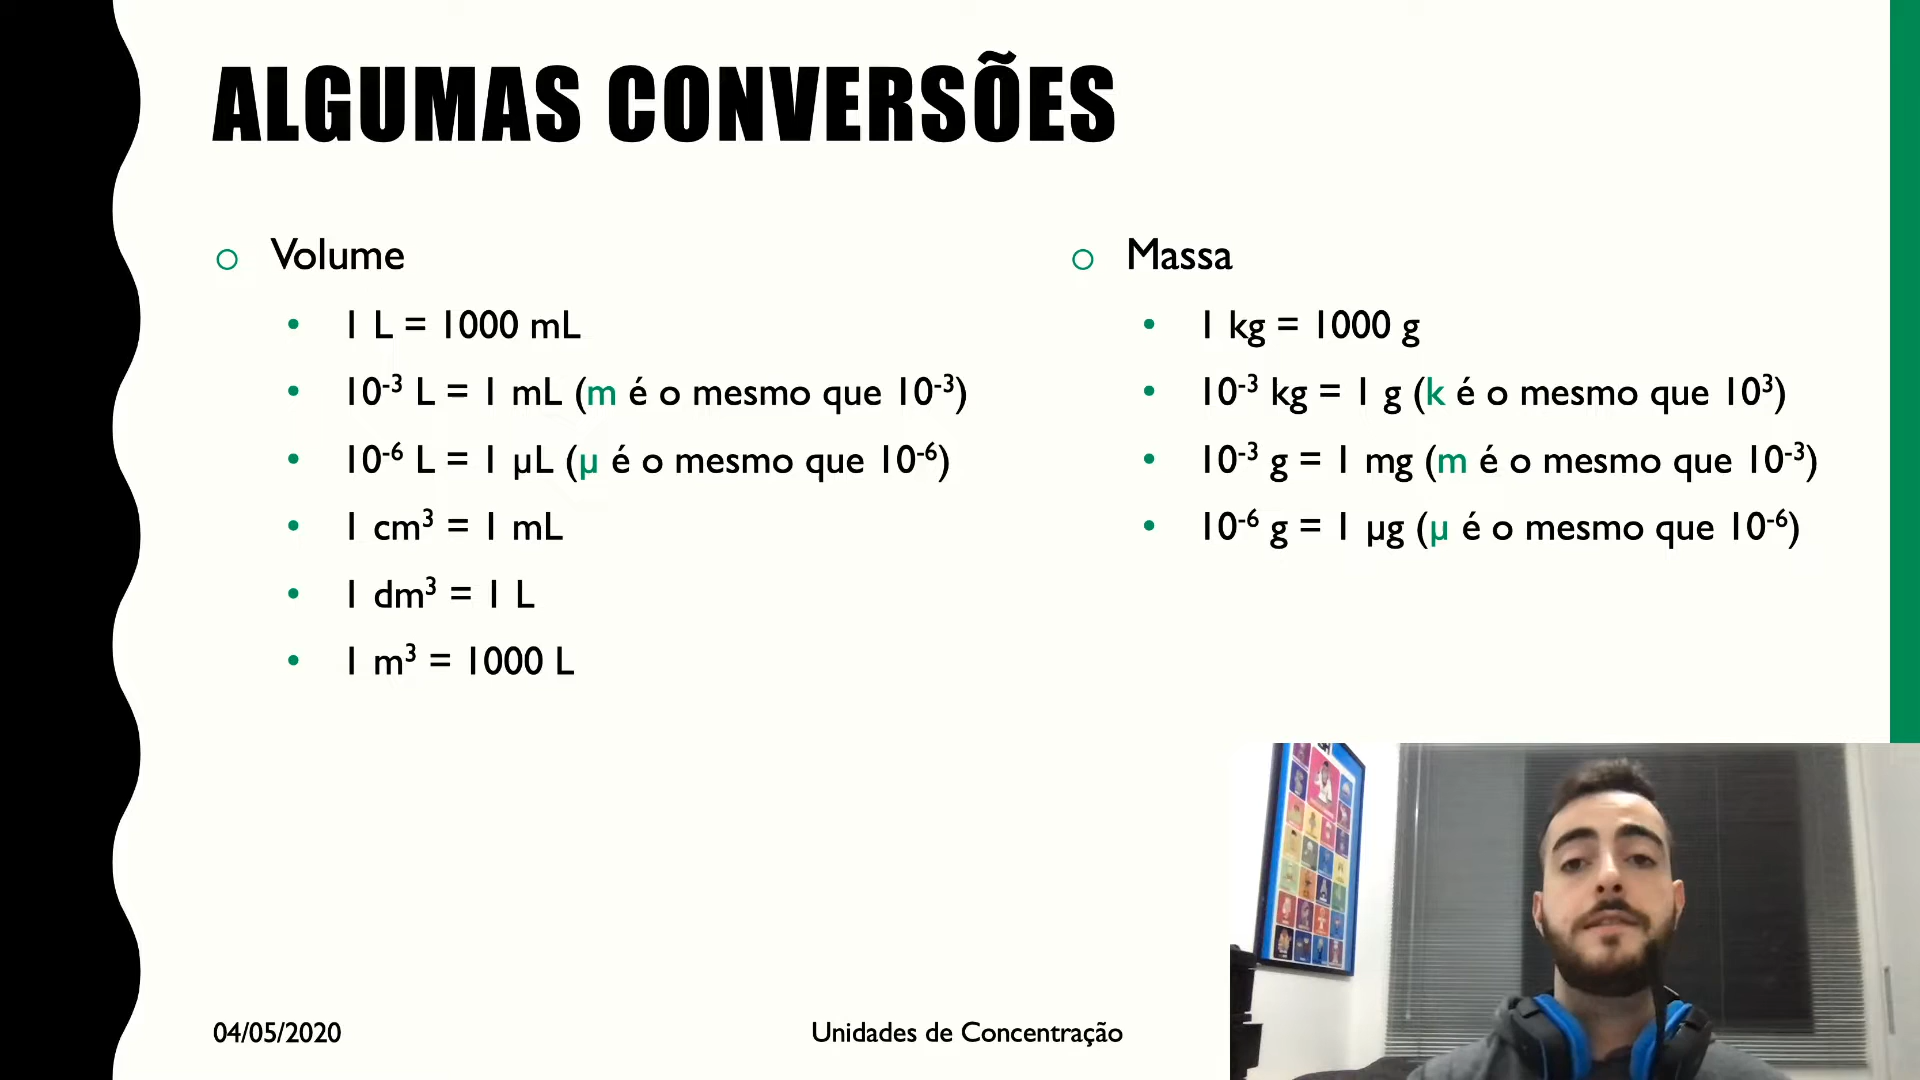 ALGUMAS CONVERSÕES
Volume
1 L = 1000 mL
10⁻³ L = 1 mL (m é o mesmo que 10⁻³)
10⁻⁶ L = 1 µL (µ é o mesmo que 10⁻⁶)
1 cm³ = 1 mL
1 dm³ = 1 L
1 m³ = 1000 L
Massa
1 kg = 1000 g
10⁻³ kg = 1 g (k é o mesmo que 10³)
10⁻³ g = 1 mg (m é o mesmo que 10⁻³)
10⁻⁶ g = 1 µg (µ é o mesmo que 10⁻⁶)
04/05/2020
Unidades de Concentração